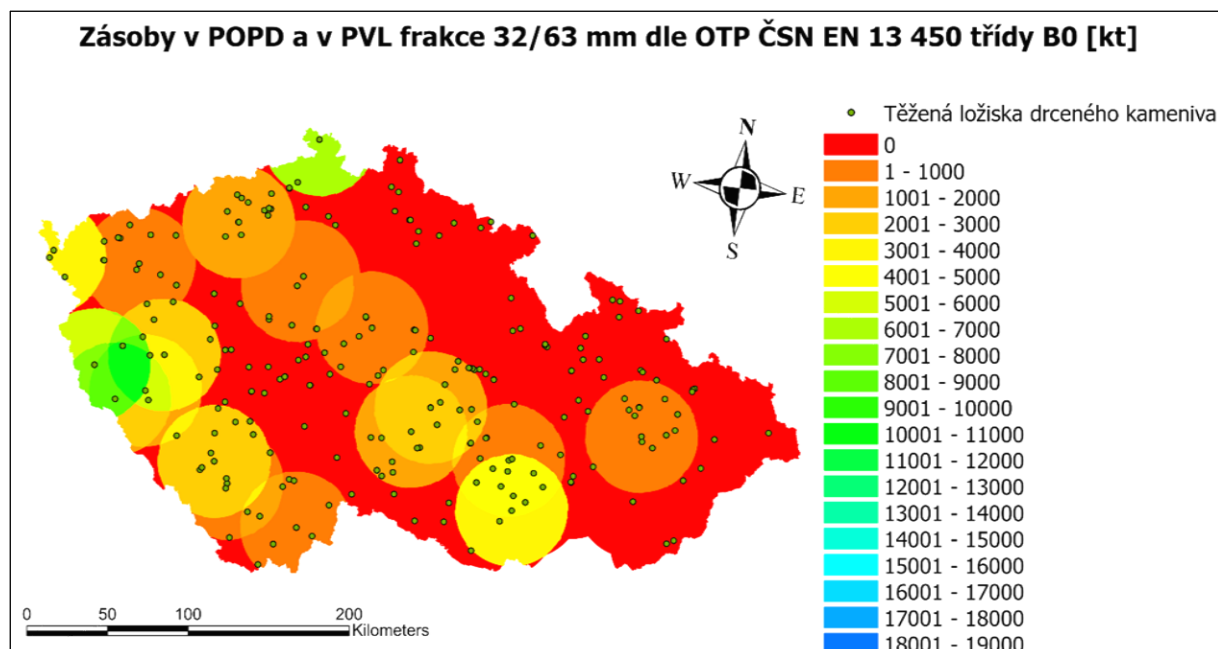 Zásoby v POPD a v PVL frakce 32/63 mm dle OTP ČSN EN 13 450 třídy B0 [kt]
N
W
E
S
Těžená ložiska drceného kameniva
0
1 - 1000
1001 - 2000
2001 - 3000
3001 - 4000
4001 - 5000
5001 - 6000
6001 - 7000
7001 - 8000
8001 - 9000
9001 - 10000
10001 - 11000
11001 - 12000
12001 - 13000
13001 - 14000
14001 - 15000
15001 - 16000
16001 - 17000
17001 - 18000
18001 - 19000
0 50 100 200
Kilometers